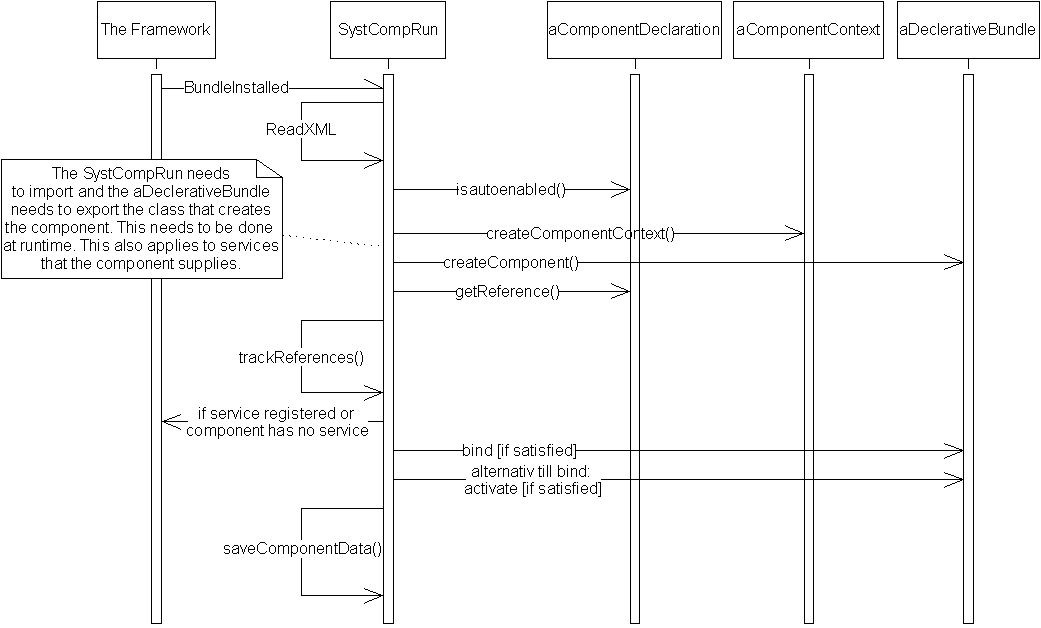 The Framework
SystCompRun
aComponentDeclaration
aComponentContext
aDeclerativeBundle
BundleInstalled
ReadXML
The SystCompRun needs
to import and the aDeclerativeBundle
needs to export the class that creates
the component. This needs to be done
at runtime. This also applies to services
that the component supplies.
isautoenabled()
createComponentContext()
createComponent()
getReference()
trackReferences()
if service registered or
component has no service
bind [if satisfied]
alternativ till bind:
activate [if satisfied]
saveComponentData()